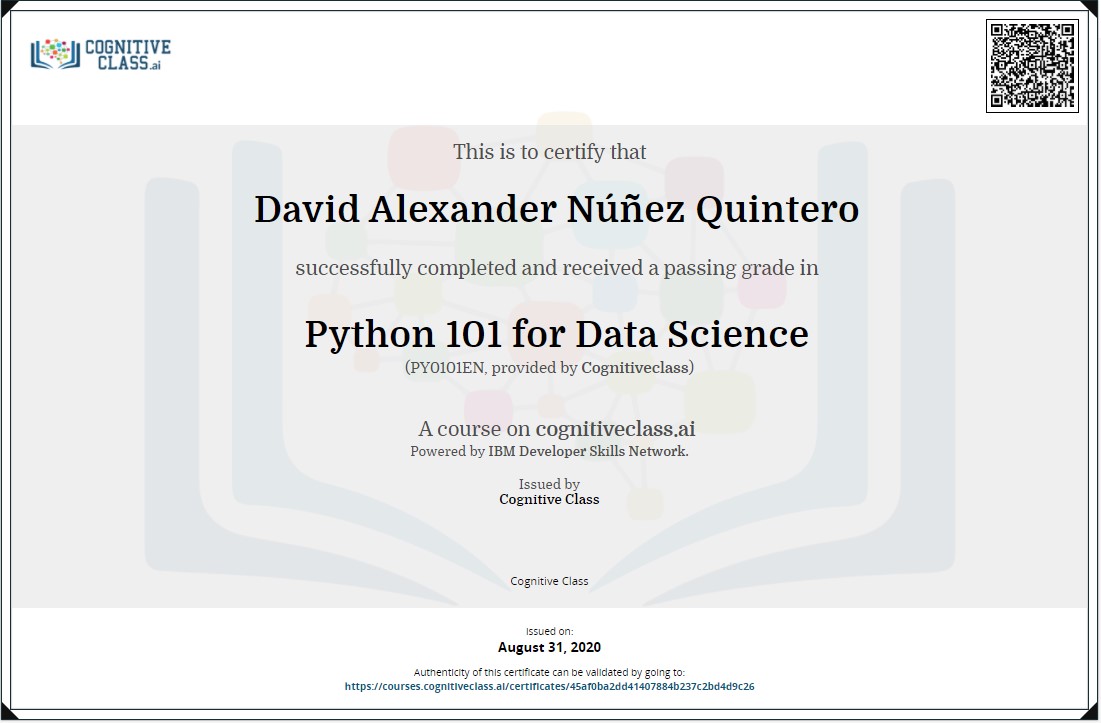 COGNITIVE
CLASS.ai
This is to certify that
David Alexander Núñez Quintero
successfully completed and received a passing grade in
Python 101 for Data Science
(PY0101EN, provided by Cognitiveclass)
A course on cognitiveclass.ai
Powered by IBM Developer Skills Network.
Issued by
Cognitive Class
Cognitive Class
Issued on:
August 31, 2020
Authenticity of this certificate can be validated by going to:
https://courses.cognitiveclass.ai/certificates/45af0ba2dd41407884b237c2bd4d9c26